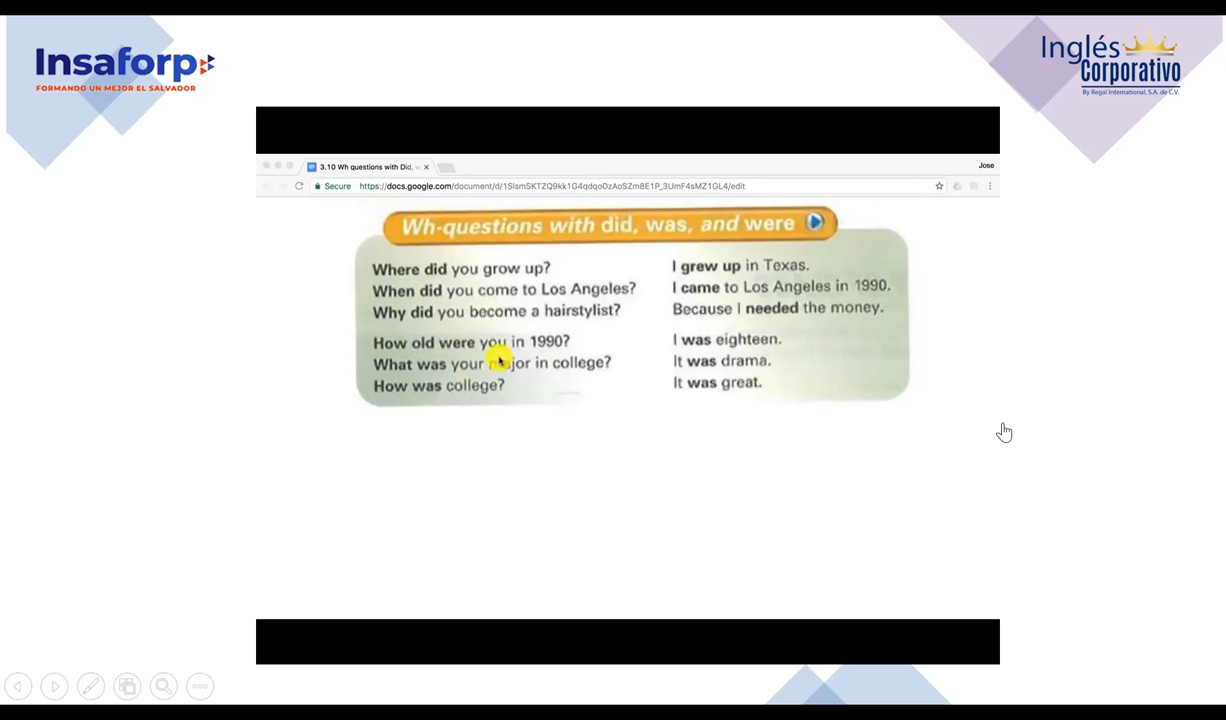 Insaforp
FORMANDO UN MEJOR EL SALVADOR
Inglés
Corporativo
By Regal International, S.A. de C.V.
3.10 Wh questions with Did, w
Jose
Secure https://docs.google.com/document/d/1SlsmSKTZQ9kk1G4qdqoDzAoSZm8E1P_3UmF4sMZ1GL4/edit
Wh-questions with did, was, and were
Where did you grow up? I grew up in Texas.
When did you come to Los Angeles? I came to Los Angeles in 1990.
Why did you become a hairstylist? Because I needed the money.
How old were you in 1990? I was eighteen.
What was your major in college? It was drama.
How was college? It was great.